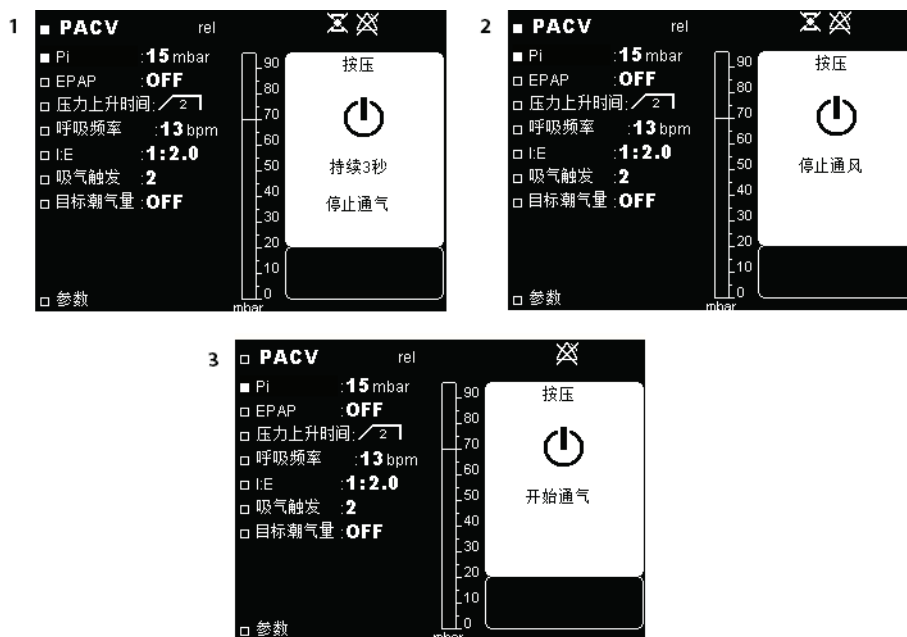 1
PACV rel
Pi :15 mbar
EPAP :OFF
压力上升时间: 2
呼吸频率 :13 bpm
I:E :1:2.0
吸气触发 :2
目标潮气量 :OFF
参数
90
80
70
60
50
40
30
20
10
0
mbar
按压
持续3秒
停止通气
2
PACV rel
Pi :15 mbar
EPAP :OFF
压力上升时间: 2
呼吸频率 :13 bpm
I:E :1:2.0
吸气触发 :2
目标潮气量 :OFF
参数
90
80
70
60
50
40
30
20
10
0
mbar
按压
停止通风
3
PACV rel
Pi :15 mbar
EPAP :OFF
压力上升时间: 2
呼吸频率 :13 bpm
I:E :1:2.0
吸气触发 :2
目标潮气量 :OFF
参数
90
80
70
60
50
40
30
20
10
0
mbar
按压
开始通气